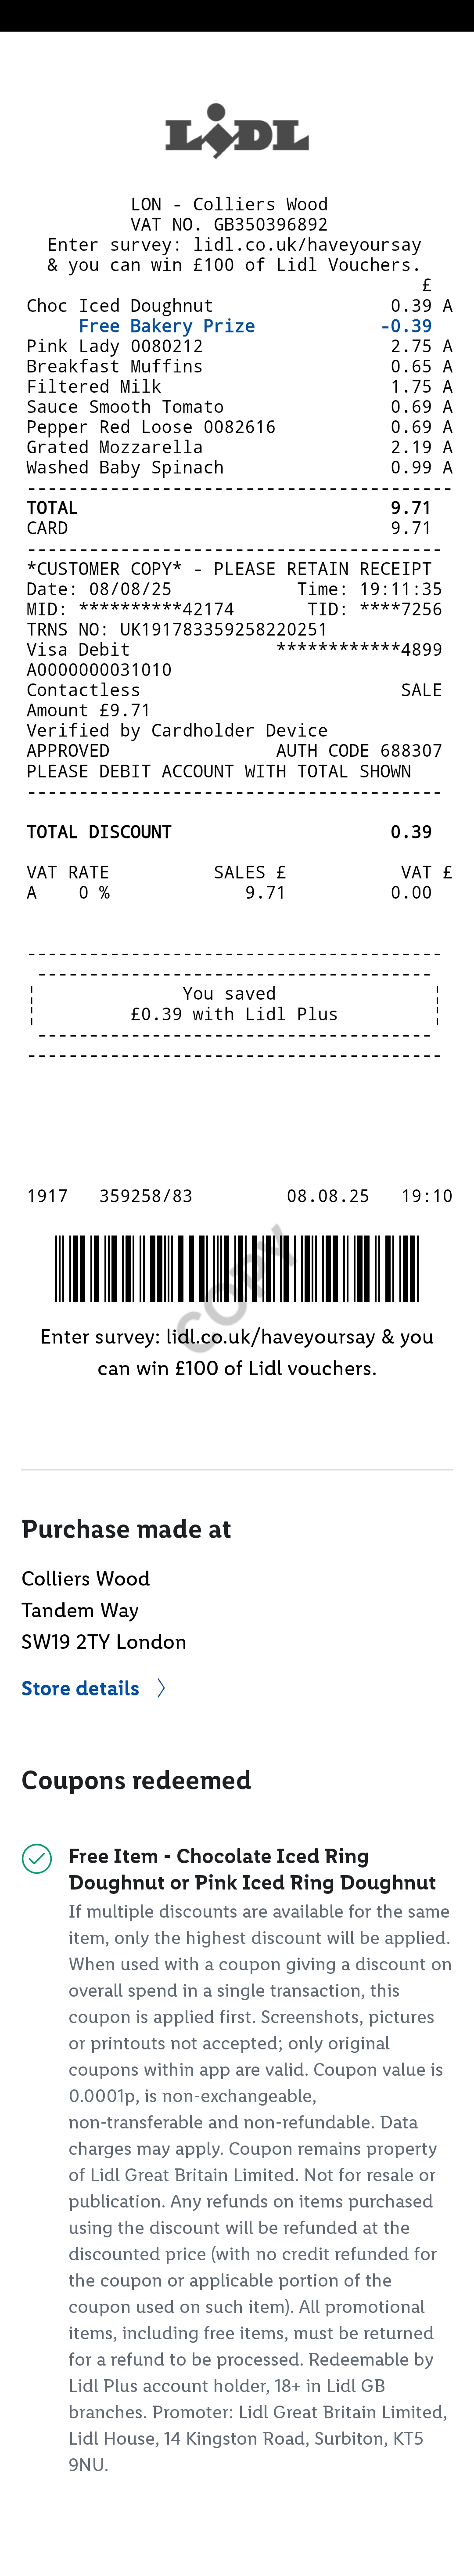 LiDL
LON - Colliers Wood
VAT NO. GB350396892
Enter survey: lidl.co.uk/haveyoursay
& you can win £100 of Lidl Vouchers.
£
Choc Iced Doughnut 0.39 A
Free Bakery Prize -0.39
Pink Lady 0080212 2.75 A
Breakfast Muffins 0.65 A
Filtered Milk 1.75 A
Sauce Smooth Tomato 0.69 A
Pepper Red Loose 0082616 0.69 A
Grated Mozzarella 2.19 A
Washed Baby Spinach 0.99 A
-----------------------------------------
TOTAL 9.71
CARD 9.71
----------------------------------------
*CUSTOMER COPY* - PLEASE RETAIN RECEIPT
Date: 08/08/25 Time: 19:11:35
MID: **********42174 TID: ****7256
TRNS NO: UK191783359258220251
Visa Debit ************4899
A0000000031010
Contactless SALE
Amount £9.71
Verified by Cardholder Device
APPROVED AUTH CODE 688307
PLEASE DEBIT ACCOUNT WITH TOTAL SHOWN
----------------------------------------
TOTAL DISCOUNT 0.39
VAT RATE SALES £ VAT £
A 0 % 9.71 0.00
----------------------------------------
--------------------------------------
You saved
£0.39 with Lidl Plus
--------------------------------------
----------------------------------------
1917 359258/83 08.08.25 19:10
COPY
Enter survey: lidl.co.uk/haveyoursay & you
can win £100 of Lidl vouchers.
Purchase made at
Colliers Wood
Tandem Way
SW19 2TY London
Store details
Coupons redeemed
Free Item - Chocolate Iced Ring
Doughnut or Pink Iced Ring Doughnut
If multiple discounts are available for the same
item, only the highest discount will be applied.
When used with a coupon giving a discount on
overall spend in a single transaction, this
coupon is applied first. Screenshots, pictures
or printouts not accepted; only original
coupons within app are valid. Coupon value is
0.0001p, is non-exchangeable,
non-transferable and non-refundable. Data
charges may apply. Coupon remains property
of Lidl Great Britain Limited. Not for resale or
publication. Any refunds on items purchased
using the discount will be refunded at the
discounted price (with no credit refunded for
the coupon or applicable portion of the
coupon used on such item). All promotional
items, including free items, must be returned
for a refund to be processed. Redeemable by
Lidl Plus account holder, 18+ in Lidl GB
branches. Promoter: Lidl Great Britain Limited,
Lidl House, 14 Kingston Road, Surbiton, KT5
9NU.